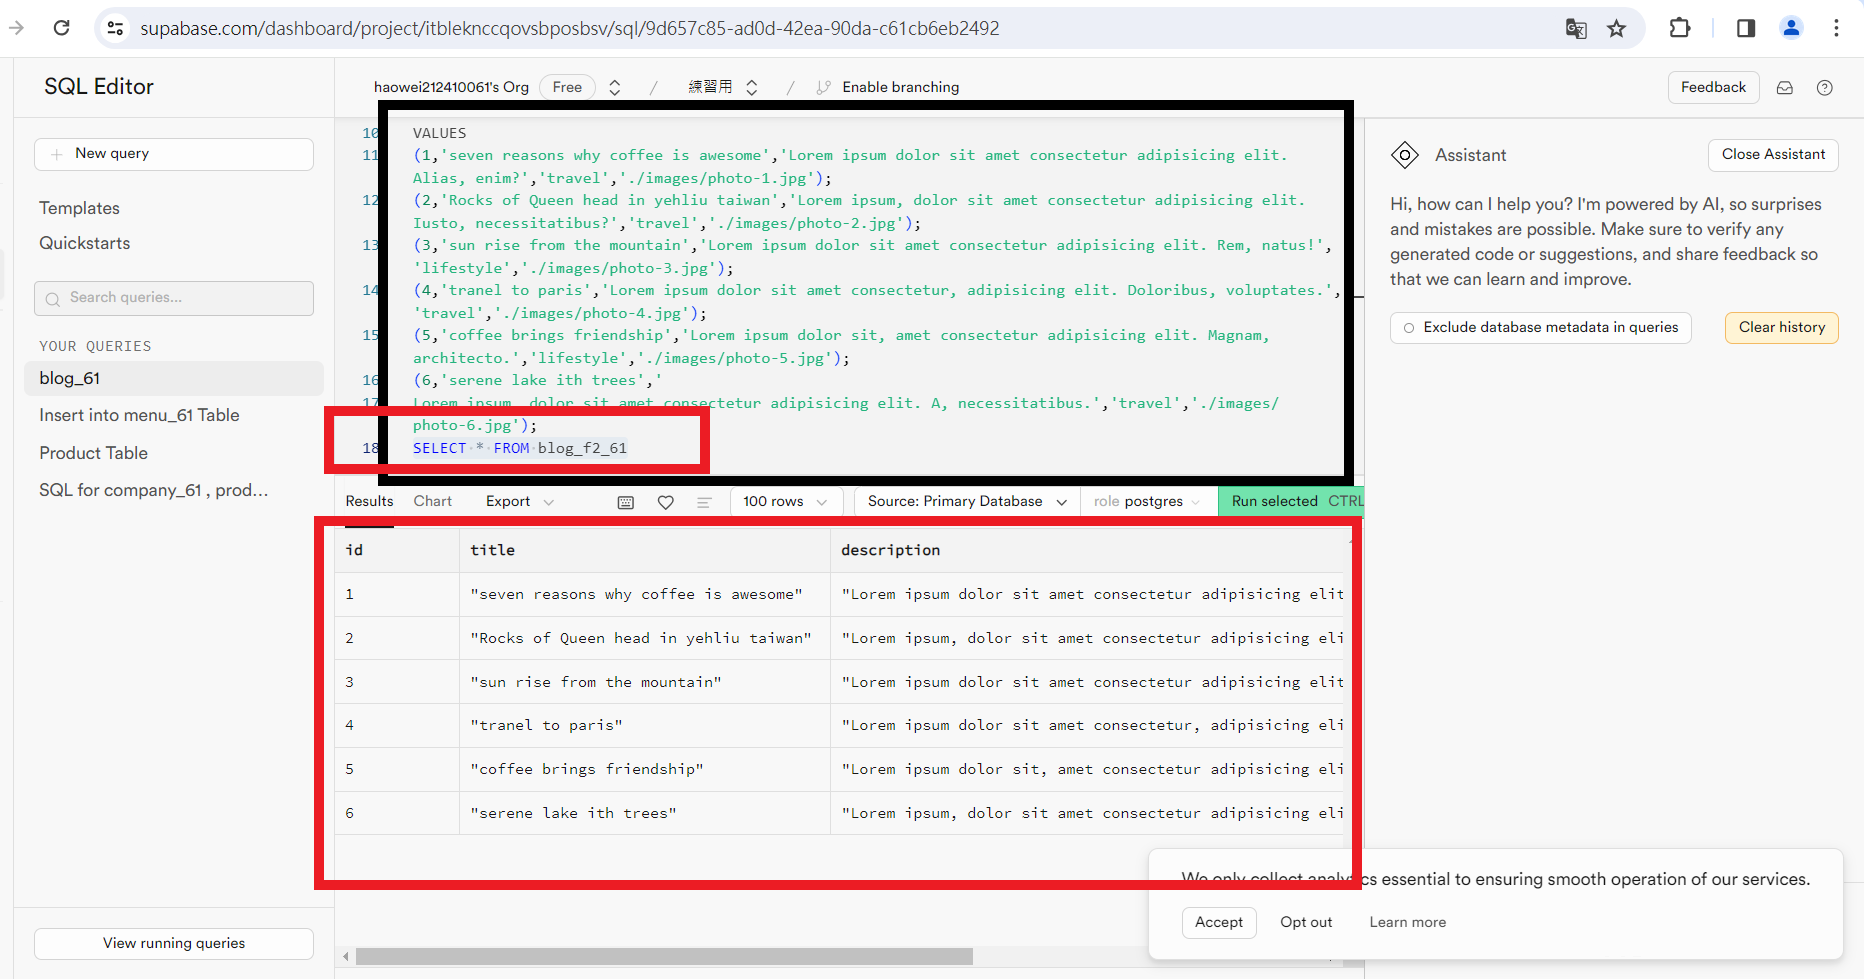 supabase.com/dashboard/project/itbleknccqovsbposbsv/sql/9d657c85-ad0d-42ea-90da-c61cb6eb2492
SQL Editor
haowei212410061's Org Free / 練習用 / Enable branching
Feedback
New query
Templates
Quickstarts
Search queries...
YOUR QUERIES
blog_61
Insert into menu_61 Table
Product Table
SQL for company_61 , prod...
View running queries
10 VALUES
11 (1,'seven reasons why coffee is awesome','Lorem ipsum dolor sit amet consectetur adipisicing elit.
Alias, enim?','travel','./images/photo-1.jpg');
12 (2,'Rocks of Queen head in yehliu taiwan','Lorem ipsum, dolor sit amet consectetur adipisicing elit.
Iusto, necessitatibus?','travel','./images/photo-2.jpg');
13 (3,'sun rise from the mountain','Lorem ipsum dolor sit amet consectetur adipisicing elit. Rem, natus!',
'lifestyle','./images/photo-3.jpg');
14 (4,'tranel to paris','Lorem ipsum dolor sit amet consectetur, adipisicing elit. Doloribus, voluptates.',
'travel','./images/photo-4.jpg');
15 (5,'coffee brings friendship','Lorem ipsum dolor sit, amet consectetur adipisicing elit. Magnam,
architecto.','lifestyle','./images/photo-5.jpg');
16 (6,'serene lake ith trees','
17 Lorem ipsum, dolor sit amet consectetur adipisicing elit. A, necessitatibus.','travel','./images/
photo-6.jpg');
18 SELECT * FROM blog_f2_61
Results Chart Export 100 rows Source: Primary Database role postgres Run selected CTRL
id title description
1 "seven reasons why coffee is awesome" "Lorem ipsum dolor sit amet consectetur adipisicing elit
2 "Rocks of Queen head in yehliu taiwan" "Lorem ipsum, dolor sit amet consectetur adipisicing eli
3 "sun rise from the mountain" "Lorem ipsum dolor sit amet consectetur adipisicing elit
4 "tranel to paris" "Lorem ipsum dolor sit amet consectetur, adipisicing eli
5 "coffee brings friendship" "Lorem ipsum dolor sit, amet consectetur adipisicing eli
6 "serene lake ith trees" "Lorem ipsum, dolor sit amet consectetur adipisicing eli
Assistant
Close Assistant
Hi, how can I help you? I'm powered by AI, so surprises
and mistakes are possible. Make sure to verify any
generated code or suggestions, and share feedback so
that we can learn and improve.
Exclude database metadata in queries
Clear history
We only collect analytics essential to ensuring smooth operation of our services.
Accept Opt out Learn more